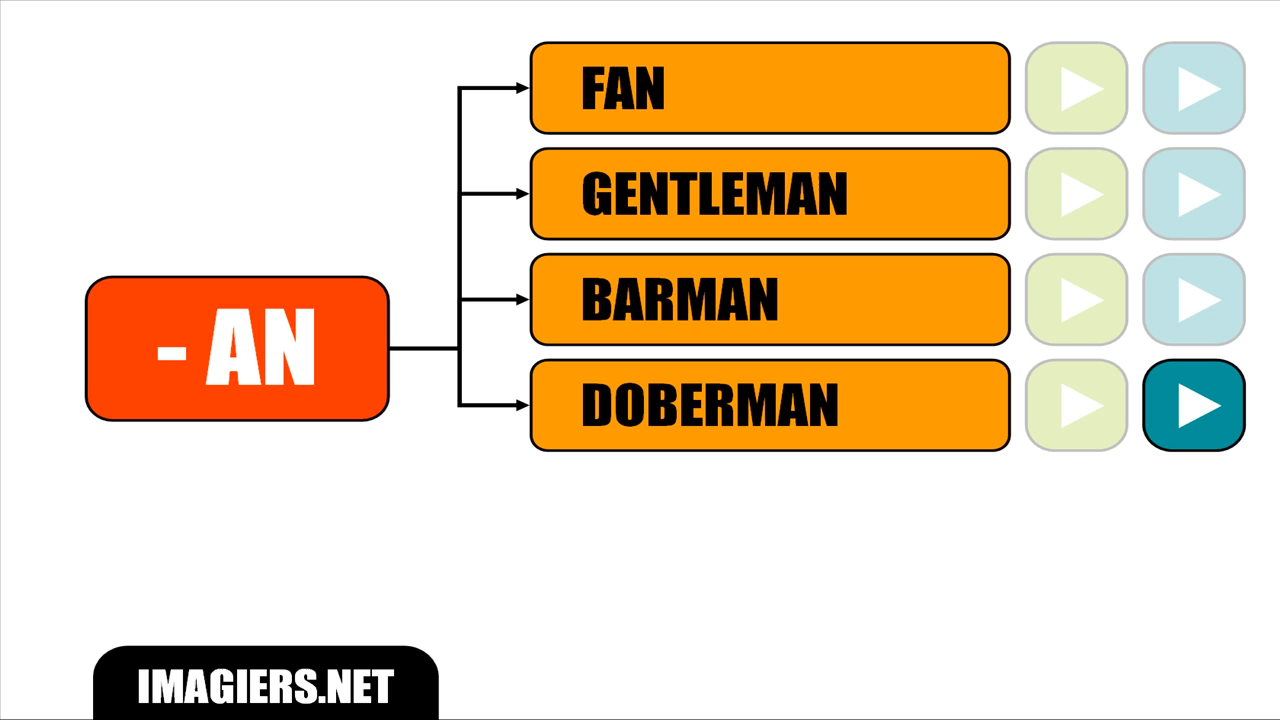 FAN
GENTLEMAN
BARMAN
- AN
DOBERMAN
IMAGIERS.NET